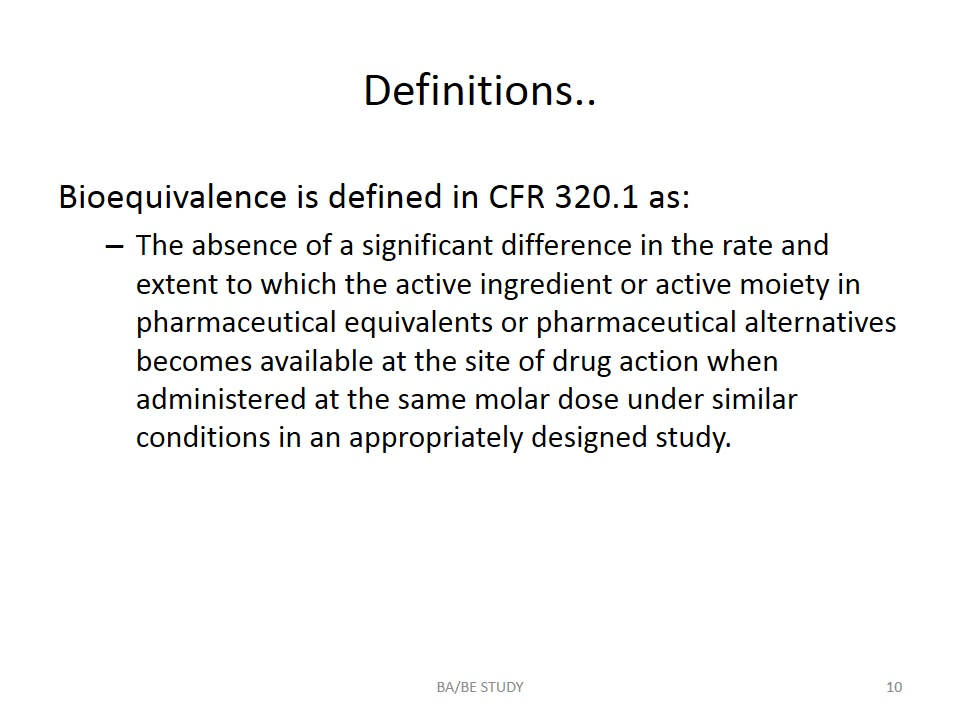 Definitions..
Bioequivalence is defined in CFR 320.1 as:
– The absence of a significant difference in the rate and
extent to which the active ingredient or active moiety in
pharmaceutical equivalents or pharmaceutical alternatives
becomes available at the site of drug action when
administered at the same molar dose under similar
conditions in an appropriately designed study.
BA/BE STUDY
10